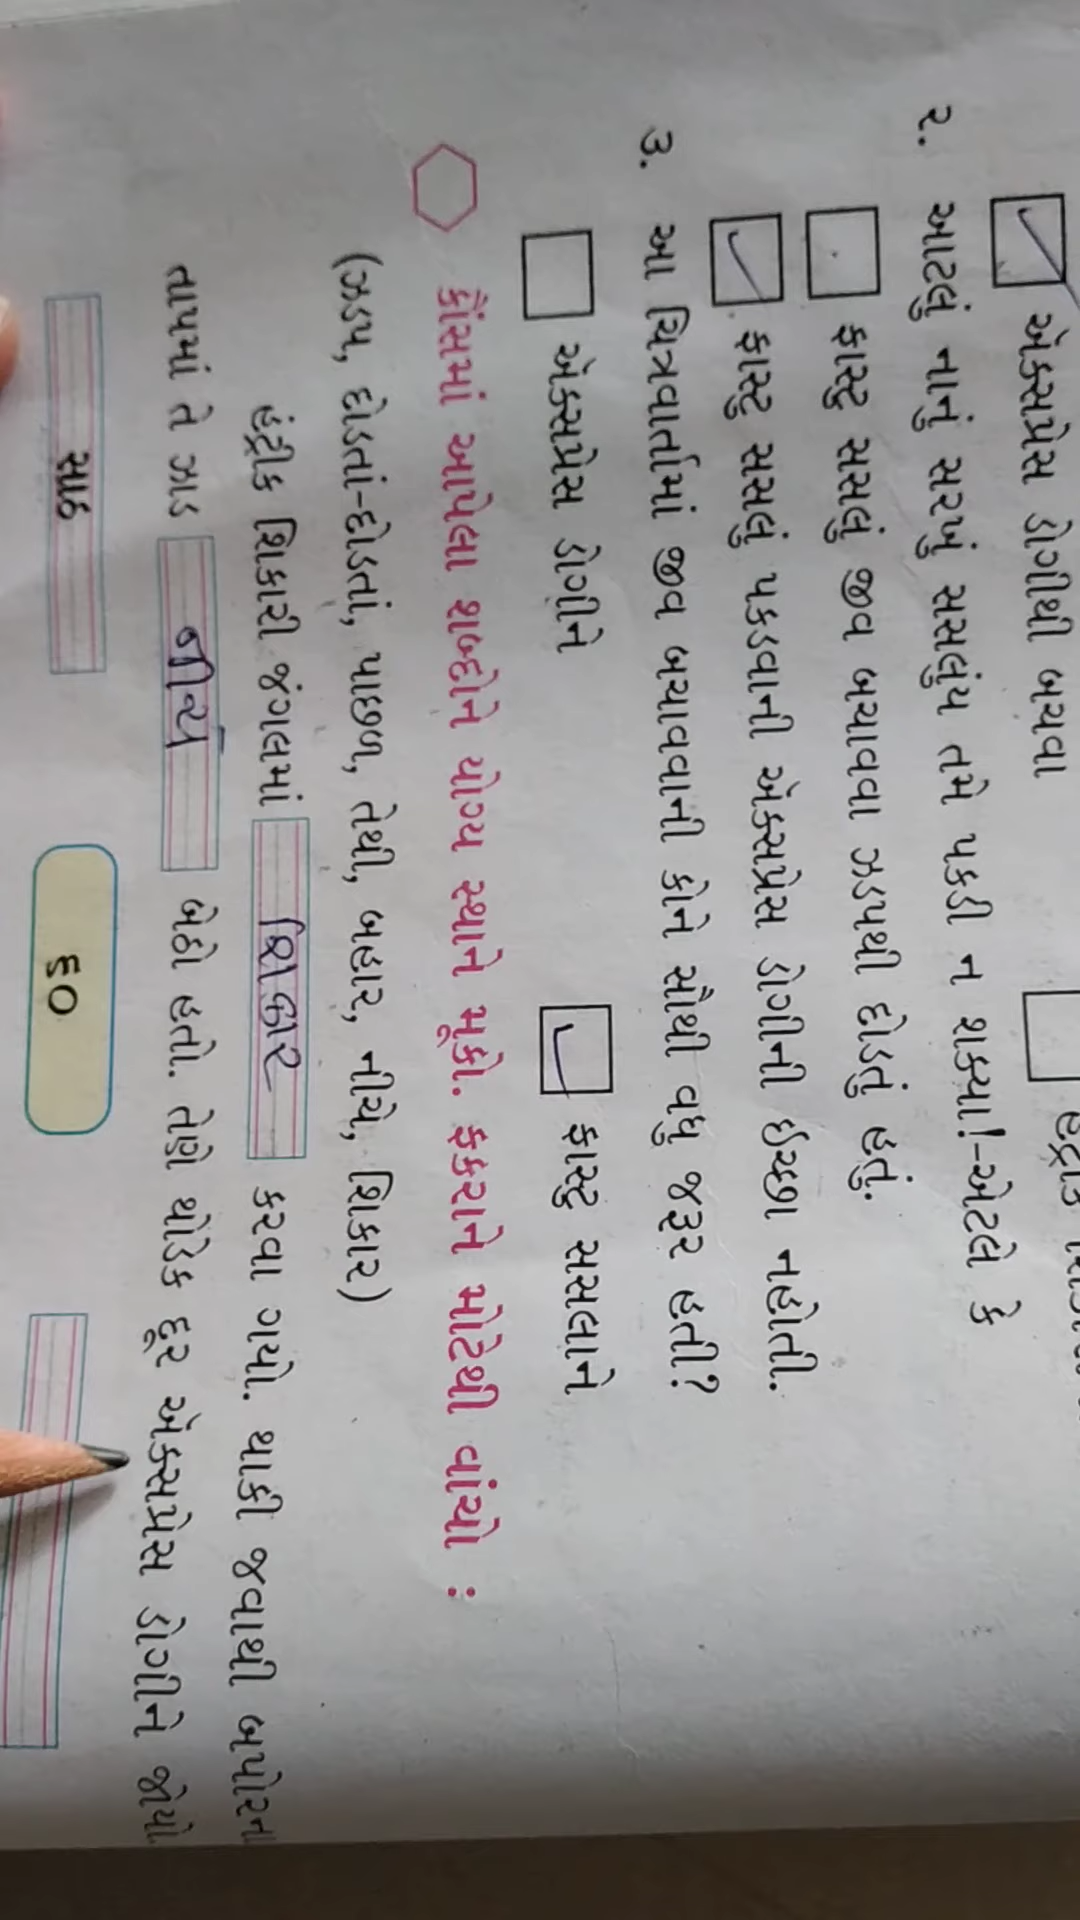 એક્સપ્રેસ ડોગીથી બચવા
૨. આટલું નાનું સરખું સસલુંય તમે પકડી ન શક્યા!-એટલે કે
ફાસ્ટુ સસલું જીવ બચાવવા ઝડપથી દોડતું હતું.
ફાસ્ટુ સસલું પકડવાની એક્સપ્રેસ ડોગીની ઈચ્છા નહોતી.
૩. આ ચિત્રવાર્તામાં જીવ બચાવવાની કોને સૌથી વધુ જરૂર હતી?
એક્સપ્રેસ ડોગીને ફાસ્ટુ સસલાને
કૌંસમાં આપેલા શબ્દોને યોગ્ય સ્થાને મૂકો. ફકરાને મોટેથી વાંચો :
(ઝડપ, દોડતાં-દોડતાં, પાછળ, તેથી, બહાર, નીચે, શિકાર)
હંટ્રીક શિકારી જંગલમાં શિકાર કરવા ગયો. થાકી જવાથી બપોરના
તાપમાં તે ઝાડ નીચે બેઠો હતો. તેણે થોડેક દૂર એક્સપ્રેસ ડોગીને જોયો.
સાઠ ૬૦